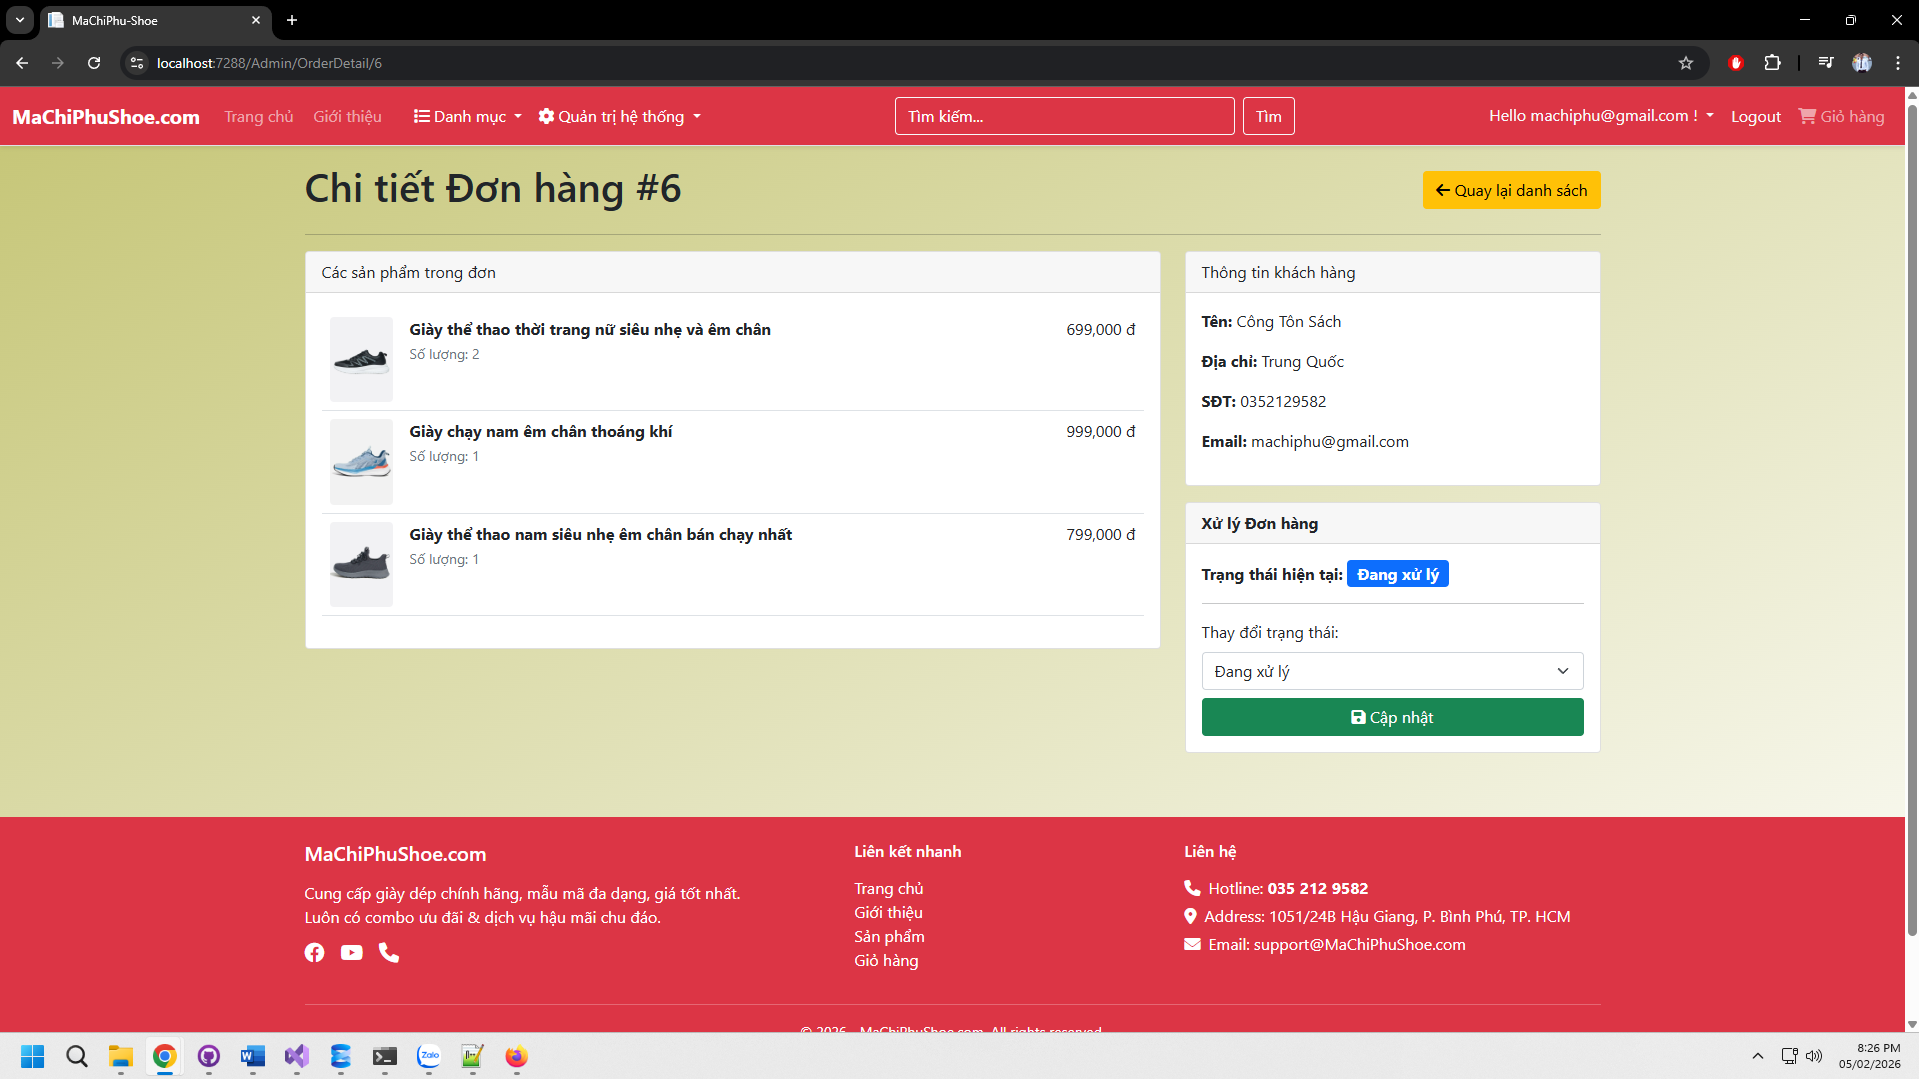 MaChiPhu-Shoe
localhost:7288/Admin/OrderDetail/6
MaChiPhuShoe.com Trang chủ Giới thiệu Danh mục Quản trị hệ thống Tìm kiếm... Tìm Hello machiphu@gmail.com ! Logout Giỏ hàng
Chi tiết Đơn hàng #6
Quay lại danh sách
Các sản phẩm trong đơn
Giày thể thao thời trang nữ siêu nhẹ và êm chân 699,000 đ
Số lượng: 2
Giày chạy nam êm chân thoáng khí 999,000 đ
Số lượng: 1
Giày thể thao nam siêu nhẹ êm chân bán chạy nhất 799,000 đ
Số lượng: 1
Thông tin khách hàng
Tên: Công Tôn Sách
Địa chỉ: Trung Quốc
SĐT: 0352129582
Email: machiphu@gmail.com
Xử lý Đơn hàng
Trạng thái hiện tại: Đang xử lý
Thay đổi trạng thái:
Đang xử lý
Cập nhật
MaChiPhuShoe.com
Cung cấp giày dép chính hãng, mẫu mã đa dạng, giá tốt nhất.
Luôn có combo ưu đãi & dịch vụ hậu mãi chu đáo.
Liên kết nhanh
Trang chủ
Giới thiệu
Sản phẩm
Giỏ hàng
Liên hệ
Hotline: 035 212 9582
Address: 1051/24B Hậu Giang, P. Bình Phú, TP. HCM
Email: support@MaChiPhuShoe.com
© 2026 - MaChiPhuShoe.com. All rights reserved.
Zalo
8:26 PM
05/02/2026